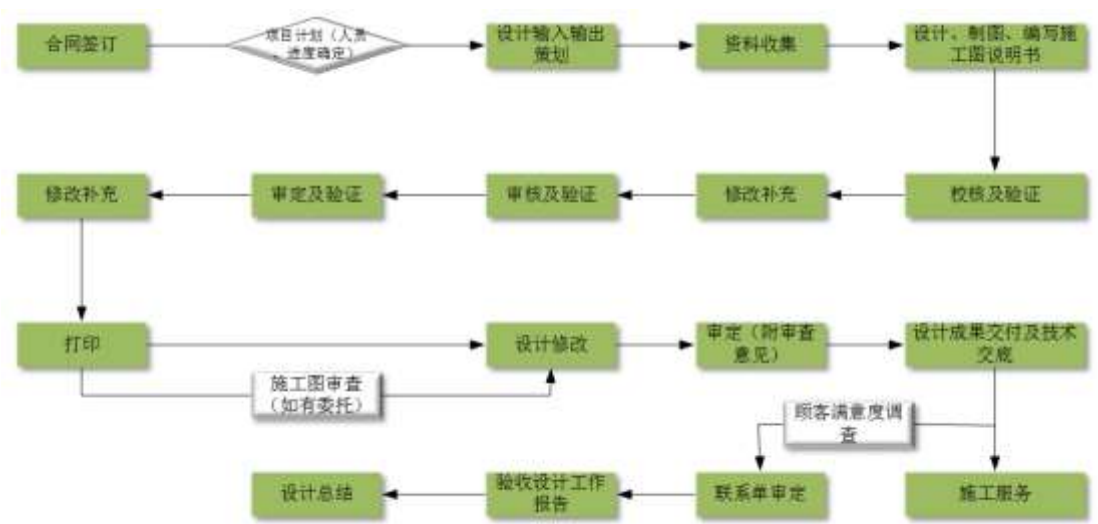 合同签订
项目计划（人员
、进度确定）
设计输入输出
策划
资料收集
设计、制图、编写施
工图说明书
修改补充
审定及验证
审核及验证
修改补充
校核及验证
打印
设计修改
审定（附审查
意见）
设计成果交付及技术
交底
施工图审查
（如有委托）
顾客满意度调
查
设计总结
验收设计工作
报告
联系单审定
施工服务